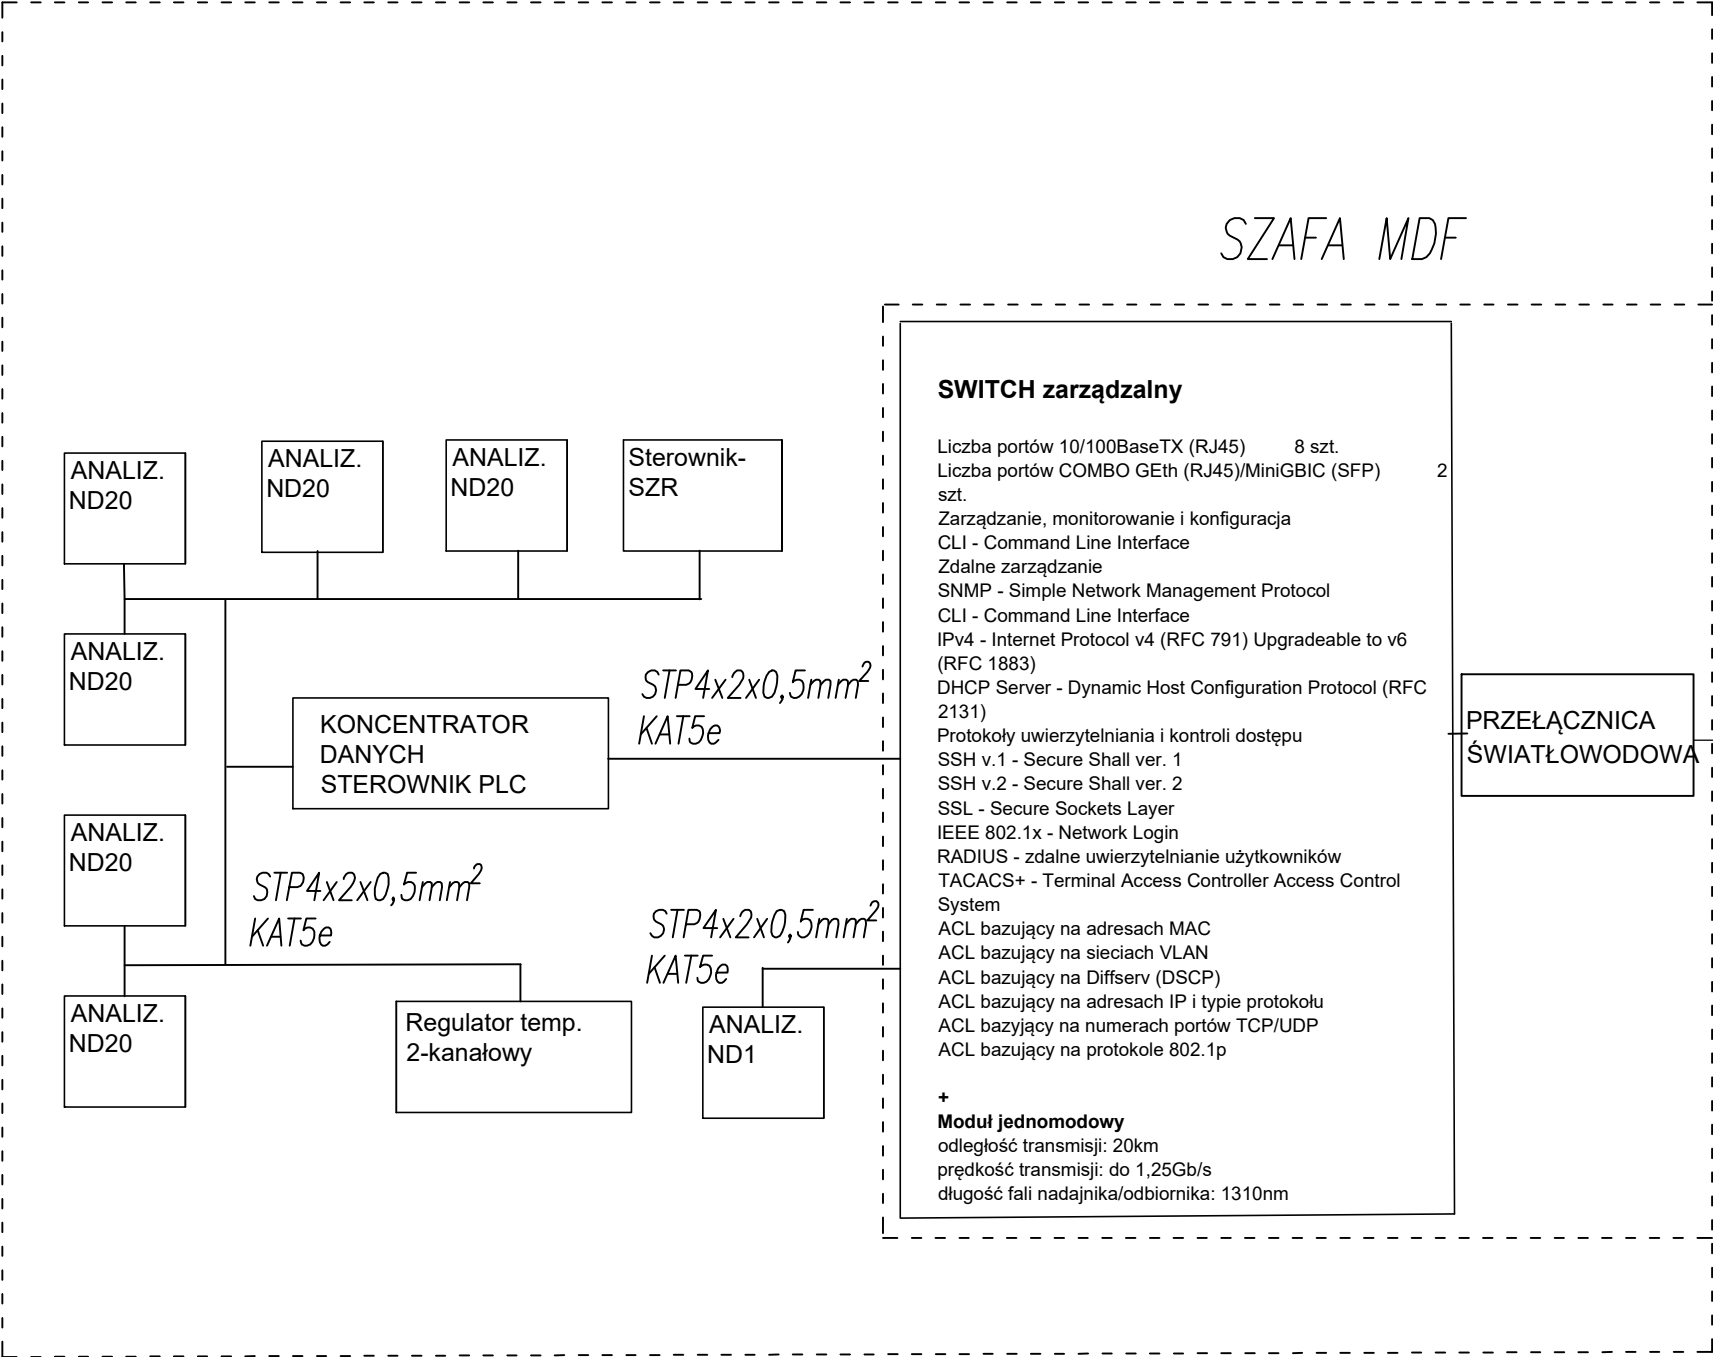 SZAFA MDF
ANALIZ.
ND20
ANALIZ.
ND20
ANALIZ.
ND20
Sterownik-
SZR
ANALIZ.
ND20
KONCENTRATOR
DANYCH
STEROWNIK PLC
STP4x2x0,5mm²
KAT5e
ANALIZ.
ND20
STP4x2x0,5mm²
KAT5e
ANALIZ.
ND20
Regulator temp.
2-kanałowy
STP4x2x0,5mm²
KAT5e
ANALIZ.
ND1
SWITCH zarządzalny
Liczba portów 10/100BaseTX (RJ45) 8 szt.
Liczba portów COMBO GEth (RJ45)/MiniGBIC (SFP) 2
szt.
Zarządzanie, monitorowanie i konfiguracja
CLI - Command Line Interface
Zdalne zarządzanie
SNMP - Simple Network Management Protocol
CLI - Command Line Interface
IPv4 - Internet Protocol v4 (RFC 791) Upgradeable to v6
(RFC 1883)
DHCP Server - Dynamic Host Configuration Protocol (RFC
2131)
Protokoły uwierzytelniania i kontroli dostępu
SSH v.1 - Secure Shall ver. 1
SSH v.2 - Secure Shall ver. 2
SSL - Secure Sockets Layer
IEEE 802.1x - Network Login
RADIUS - zdalne uwierzytelnianie użytkowników
TACACS+ - Terminal Access Controller Access Control
System
ACL bazujący na adresach MAC
ACL bazujący na sieciach VLAN
ACL bazujący na Diffserv (DSCP)
ACL bazujący na adresach IP i typie protokołu
ACL bazyjący na numerach portów TCP/UDP
ACL bazujący na protokole 802.1p
+
Moduł jednomodowy
odległość transmisji: 20km
prędkość transmisji: do 1,25Gb/s
długość fali nadajnika/odbiornika: 1310nm
PRZEŁĄCZNICA
ŚWIATŁOWODOWA